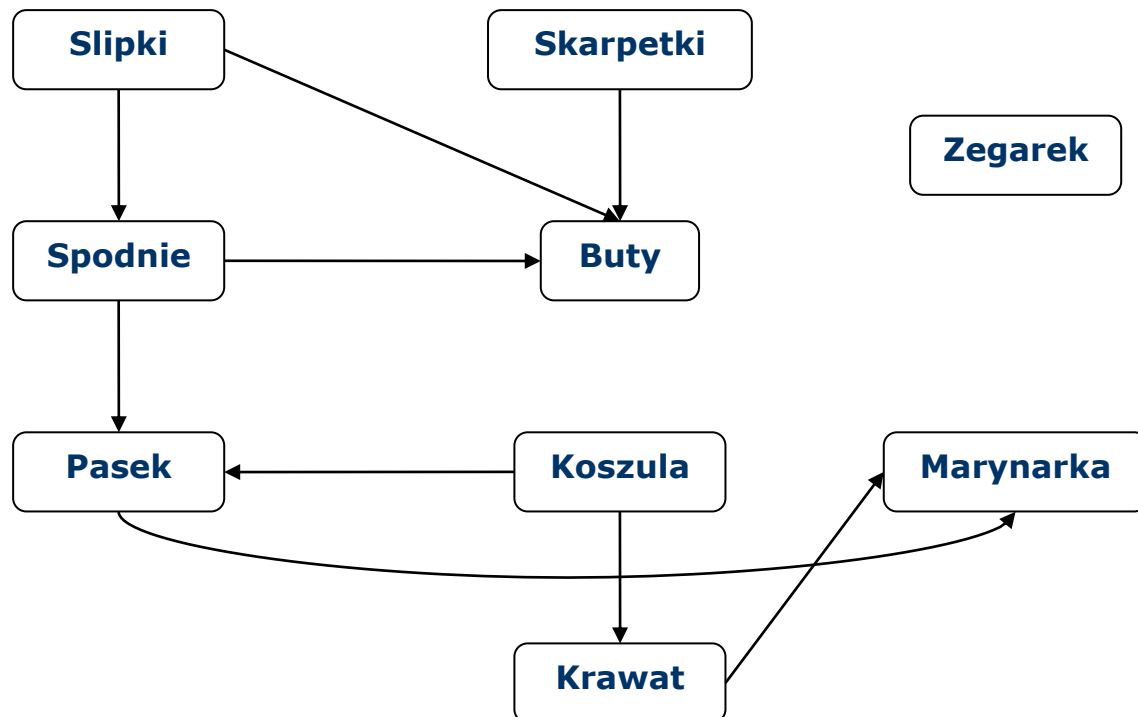 Slipki
Skarpetki
Zegarek
Spodnie
Buty
Pasek
Koszula
Marynarka
Krawat